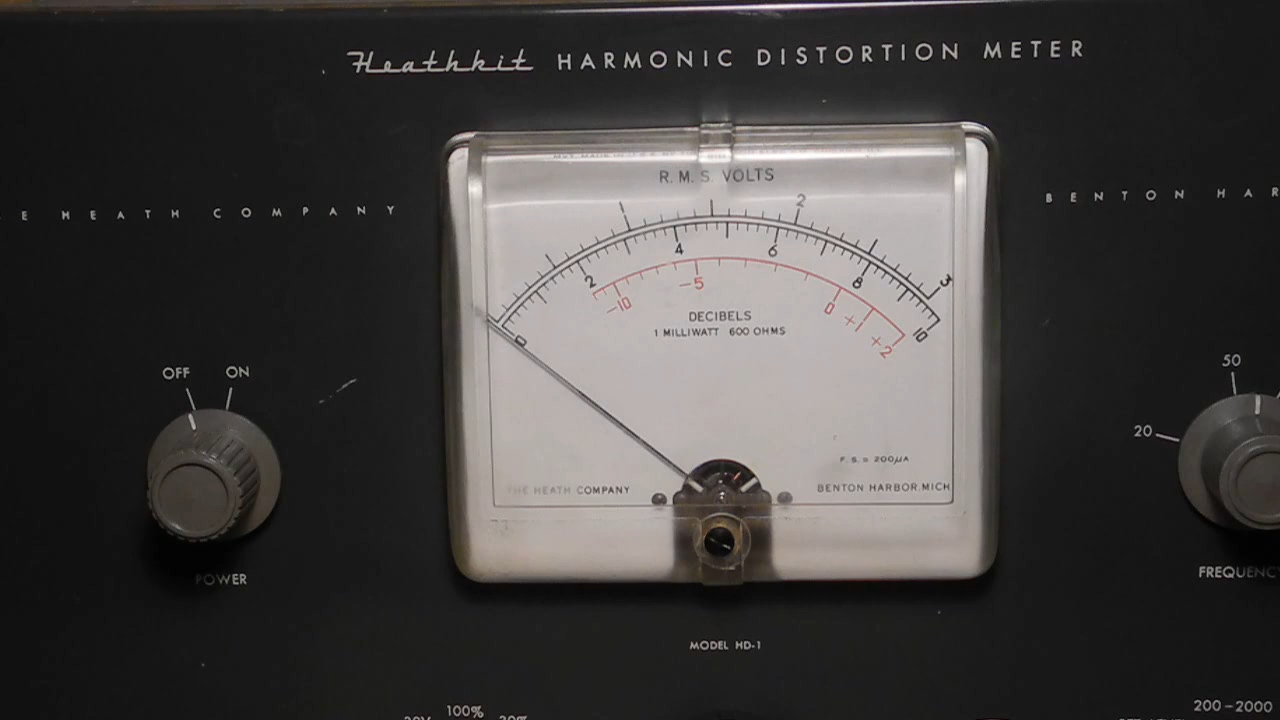 Heathkit HARMONIC DISTORTION METER
R. M. S. VOLTS
1 2 3
E HEATH COMPANY
BENTON HAR
0 2 4 6 8 10
-10 -5 0 +1 +2
DECIBELS
1 MILLIWATT 600 OHMS
OFF ON
50
20
F. S. = 200µA
THE HEATH COMPANY
BENTON HARBOR, MICH
POWER
FREQUENCY
MODEL HD-1
100%
200-2000